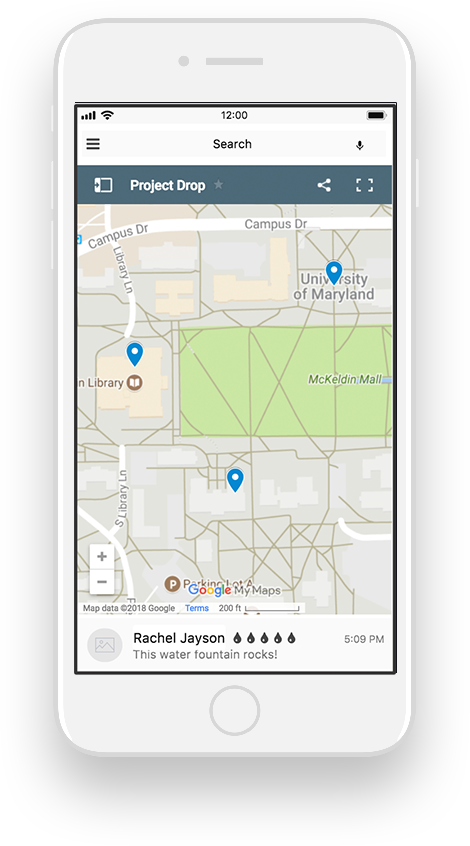 12:00
Search
Project Drop
Campus Dr
Campus Dr
Library Ln
University
of Maryland
n Library
McKeldin Mall
S Library Ln
P
Parking Lot A
Google My Maps
Map data ©2018 Google Terms 200 ft
Rachel Jayson 5:09 PM
This water fountain rocks!